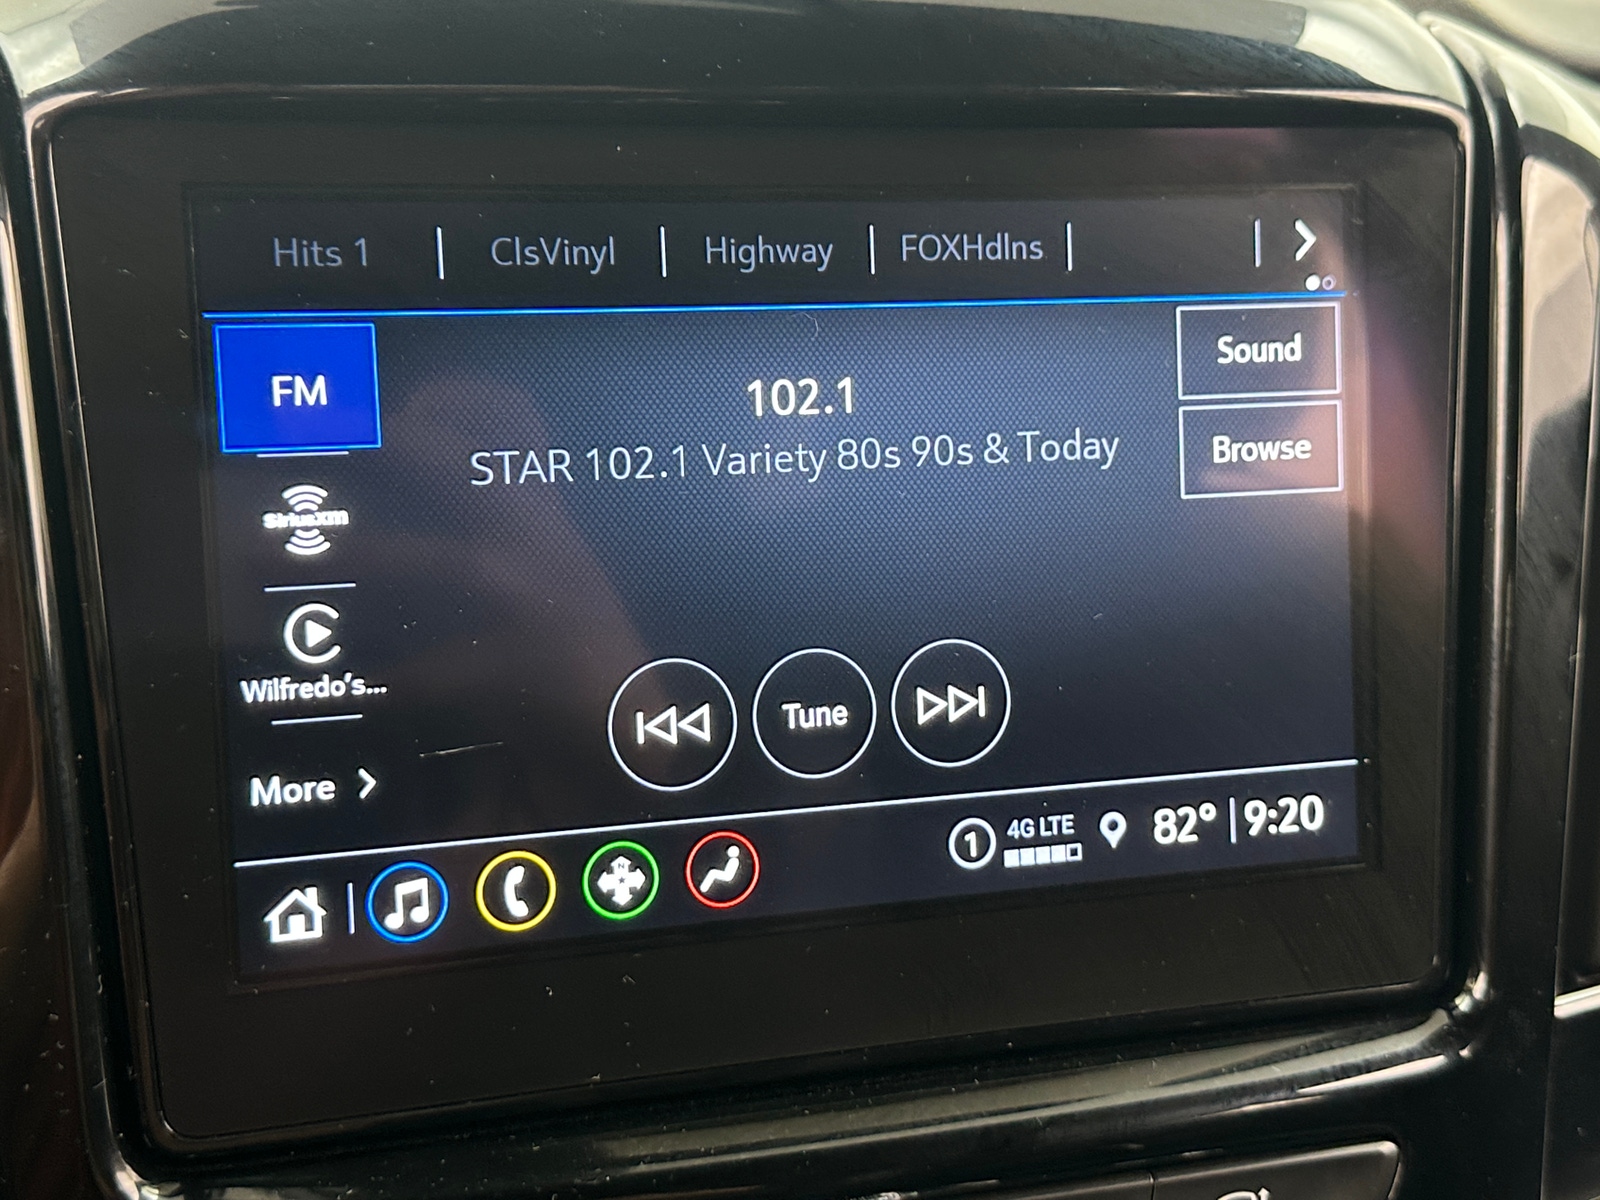 Hits 1 | ClsVinyl | Highway | FOXHdlns |
FM
102.1
STAR 102.1 Variety 80s 90s & Today
Sound
Browse
SiriusXm
Wilfredo's...
More >
Tune
1 4G LTE 82° | 9:20
N